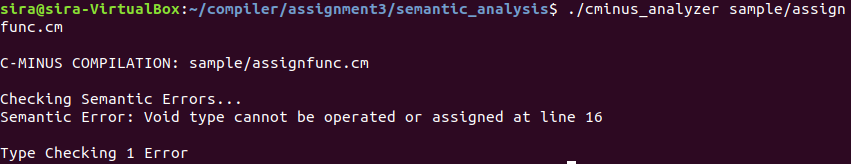 sira@sira-VirtualBox:~/compiler/assignment3/semantic_analysis$ ./cminus_analyzer sample/assign
func.cm
C-MINUS COMPILATION: sample/assignfunc.cm
Checking Semantic Errors...
Semantic Error: Void type cannot be operated or assigned at line 16
Type Checking 1 Error